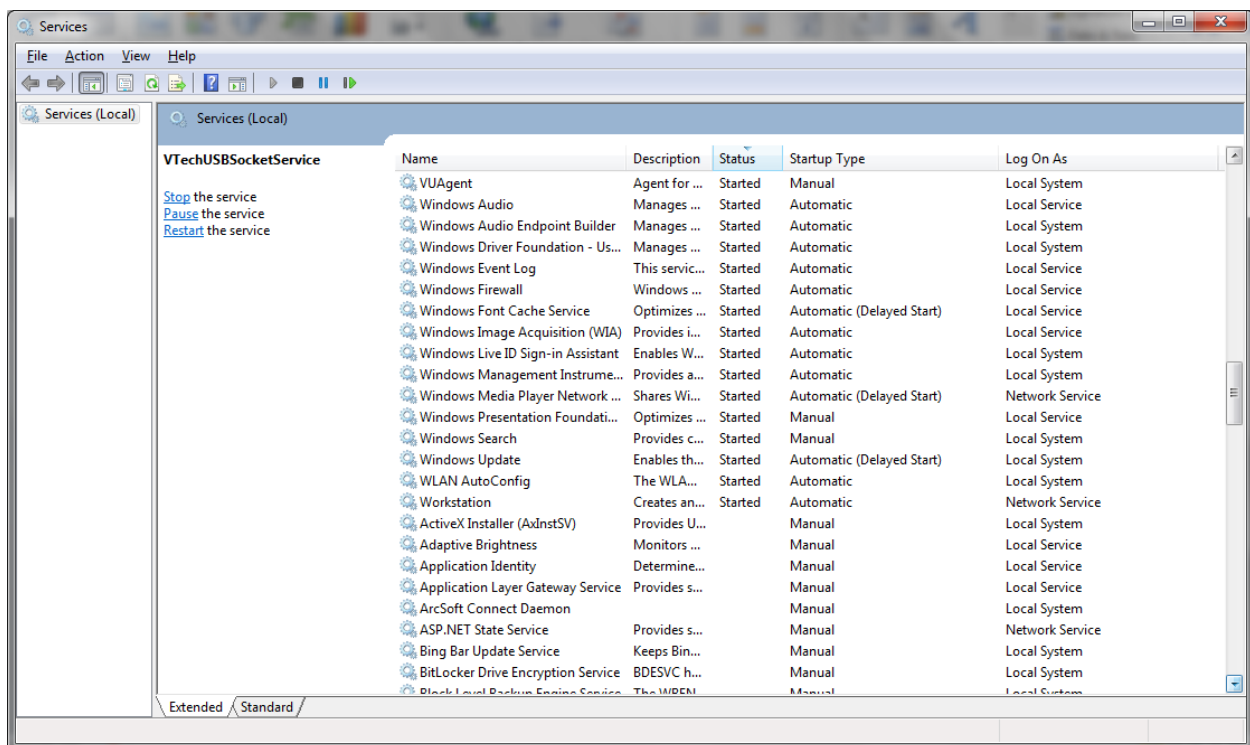 Services
File Action View Help
Services (Local)
Services (Local)
VTechUSBSocketService
Stop the service
Pause the service
Restart the service
Name Description Status Startup Type Log On As
VUAgent Agent for ... Started Manual Local System
Windows Audio Manages ... Started Automatic Local Service
Windows Audio Endpoint Builder Manages ... Started Automatic Local System
Windows Driver Foundation - Us... Manages ... Started Automatic Local System
Windows Event Log This servic... Started Automatic Local Service
Windows Firewall Windows ... Started Automatic Local Service
Windows Font Cache Service Optimizes ... Started Automatic (Delayed Start) Local Service
Windows Image Acquisition (WIA) Provides i... Started Automatic Local Service
Windows Live ID Sign-in Assistant Enables W... Started Automatic Local System
Windows Management Instrume... Provides a... Started Automatic Local System
Windows Media Player Network ... Shares Wi... Started Automatic (Delayed Start) Network Service
Windows Presentation Foundati... Optimizes ... Started Manual Local Service
Windows Search Provides c... Started Manual Local System
Windows Update Enables th... Started Automatic (Delayed Start) Local System
WLAN AutoConfig The WLA... Started Automatic Local System
Workstation Creates an... Started Automatic Network Service
ActiveX Installer (AxInstSV) Provides U... Manual Local System
Adaptive Brightness Monitors ... Manual Local Service
Application Identity Determine... Manual Local Service
Application Layer Gateway Service Provides s... Manual Local Service
ArcSoft Connect Daemon Manual Local System
ASP.NET State Service Provides s... Manual Network Service
Bing Bar Update Service Keeps Bin... Manual Local System
BitLocker Drive Encryption Service BDESVC h... Manual Local System
Block Level Backup Engine Service The WBEN Manual Local System
Extended Standard